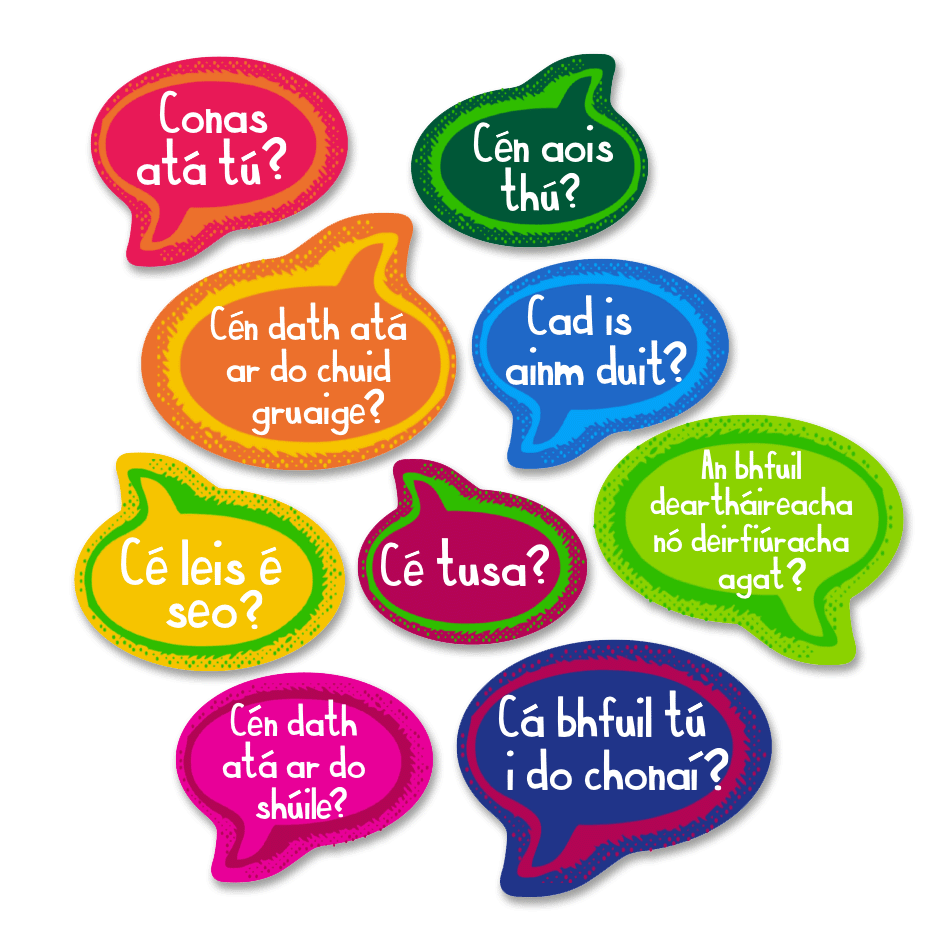 Conas
atá tú?
Cén aois
thú?
Cén dath atá
ar do chuid
gruaige?
Cad is
ainm duit?
An bhfuil
deartháireacha
nó deirfiúracha
agat?
Cé leis é
seo?
Cé tusa?
Cén dath
atá ar do
shúile?
Cá bhfuil tú
i do chonaí?